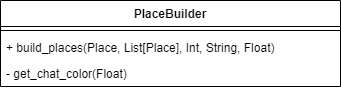 PlaceBuilder
+ build_places(Place, List[Place], Int, String, Float)
- get_chat_color(Float)